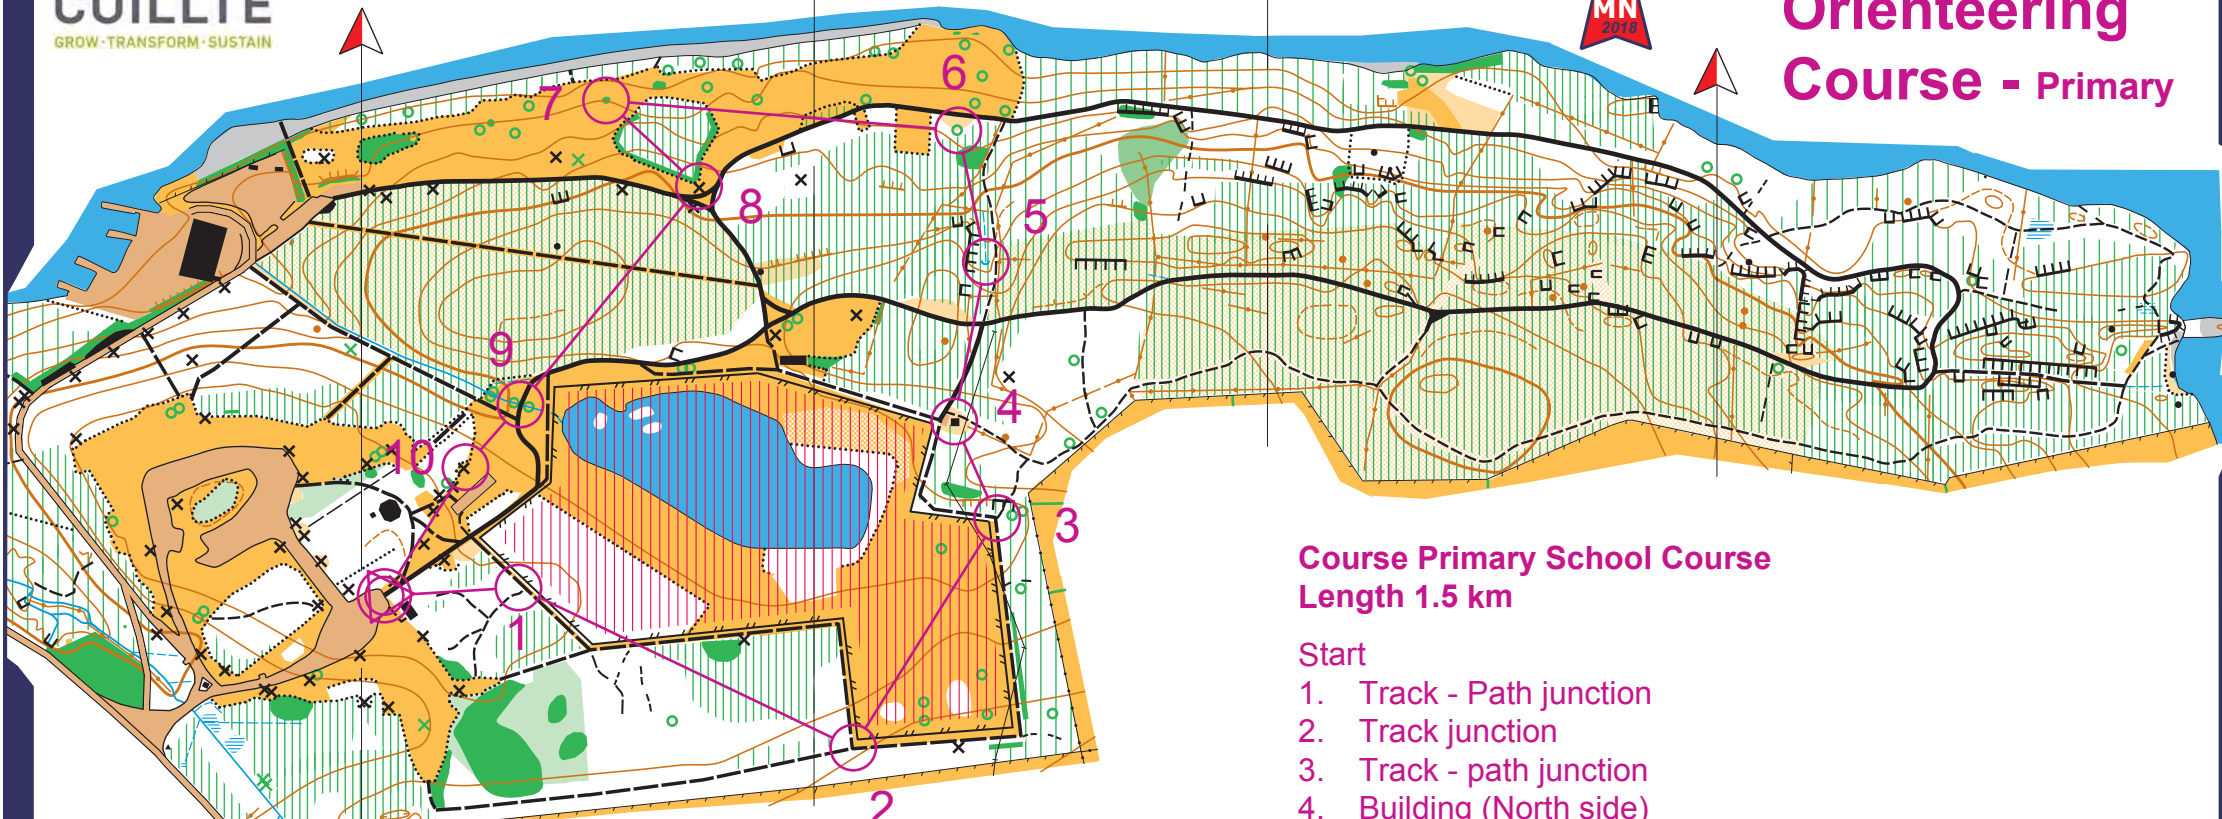 COILLTE
GROW·TRANSFORM·SUSTAIN
MN
2018
Orienteering
Course - Primary
6
7
8
5
9
4
10
3
1
2
Course Primary School Course
Length 1.5 km
Start
1. Track - Path junction
2. Track junction
3. Track - path junction
4. Building (North side)